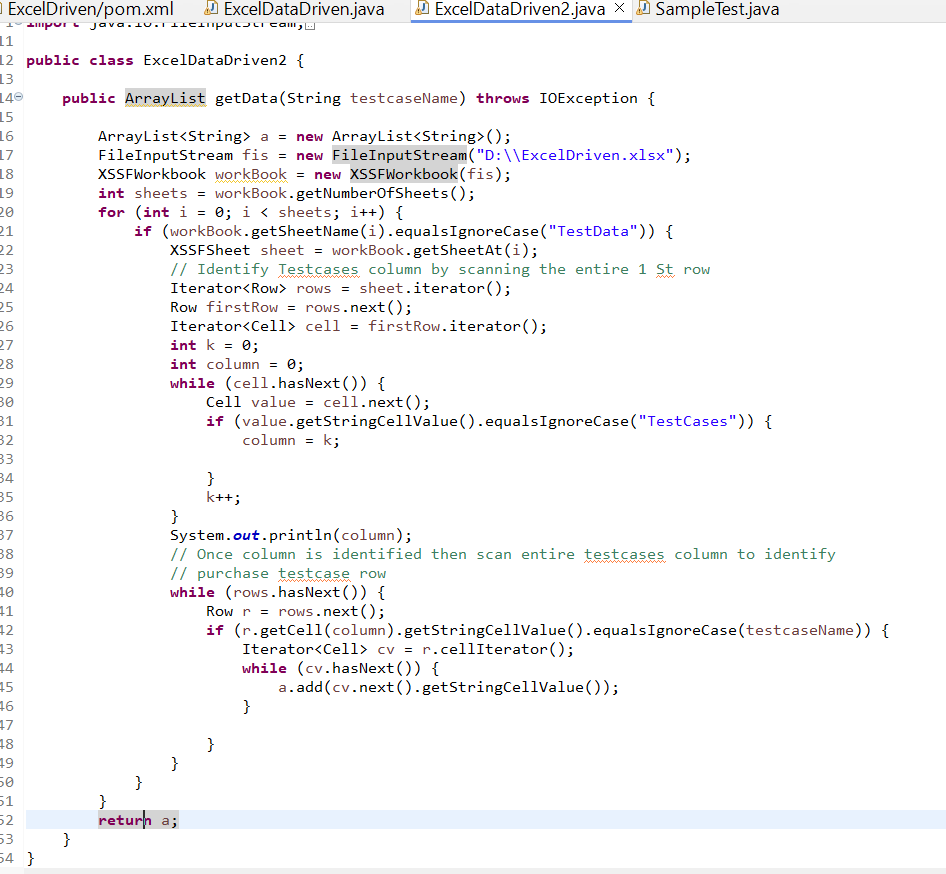 ExcelDriven/pom.xml ExcelDataDriven.java ExcelDataDriven2.java SampleTest.java
import java.io.FileInputStream;
11
12 public class ExcelDataDriven2 {
13
14 public ArrayList getData(String testcaseName) throws IOException {
15
16 ArrayList<String> a = new ArrayList<String>();
17 FileInputStream fis = new FileInputStream("D:\\ExcelDriven.xlsx");
18 XSSFWorkbook workBook = new XSSFWorkbook(fis);
19 int sheets = workBook.getNumberOfSheets();
20 for (int i = 0; i < sheets; i++) {
21 if (workBook.getSheetName(i).equalsIgnoreCase("TestData")) {
22 XSSFSheet sheet = workBook.getSheetAt(i);
23 // Identify Testcases column by scanning the entire 1 St row
24 Iterator<Row> rows = sheet.iterator();
25 Row firstRow = rows.next();
26 Iterator<Cell> cell = firstRow.iterator();
27 int k = 0;
28 int column = 0;
29 while (cell.hasNext()) {
30 Cell value = cell.next();
31 if (value.getStringCellValue().equalsIgnoreCase("TestCases")) {
32 column = k;
33
34 }
35 k++;
36 }
37 System.out.println(column);
38 // Once column is identified then scan entire testcases column to identify
39 // purchase testcase row
40 while (rows.hasNext()) {
41 Row r = rows.next();
42 if (r.getCell(column).getStringCellValue().equalsIgnoreCase(testcaseName)) {
43 Iterator<Cell> cv = r.cellIterator();
44 while (cv.hasNext()) {
45 a.add(cv.next().getStringCellValue());
46 }
47
48 }
49 }
50 }
51 }
52 return a;
53 }
54 }